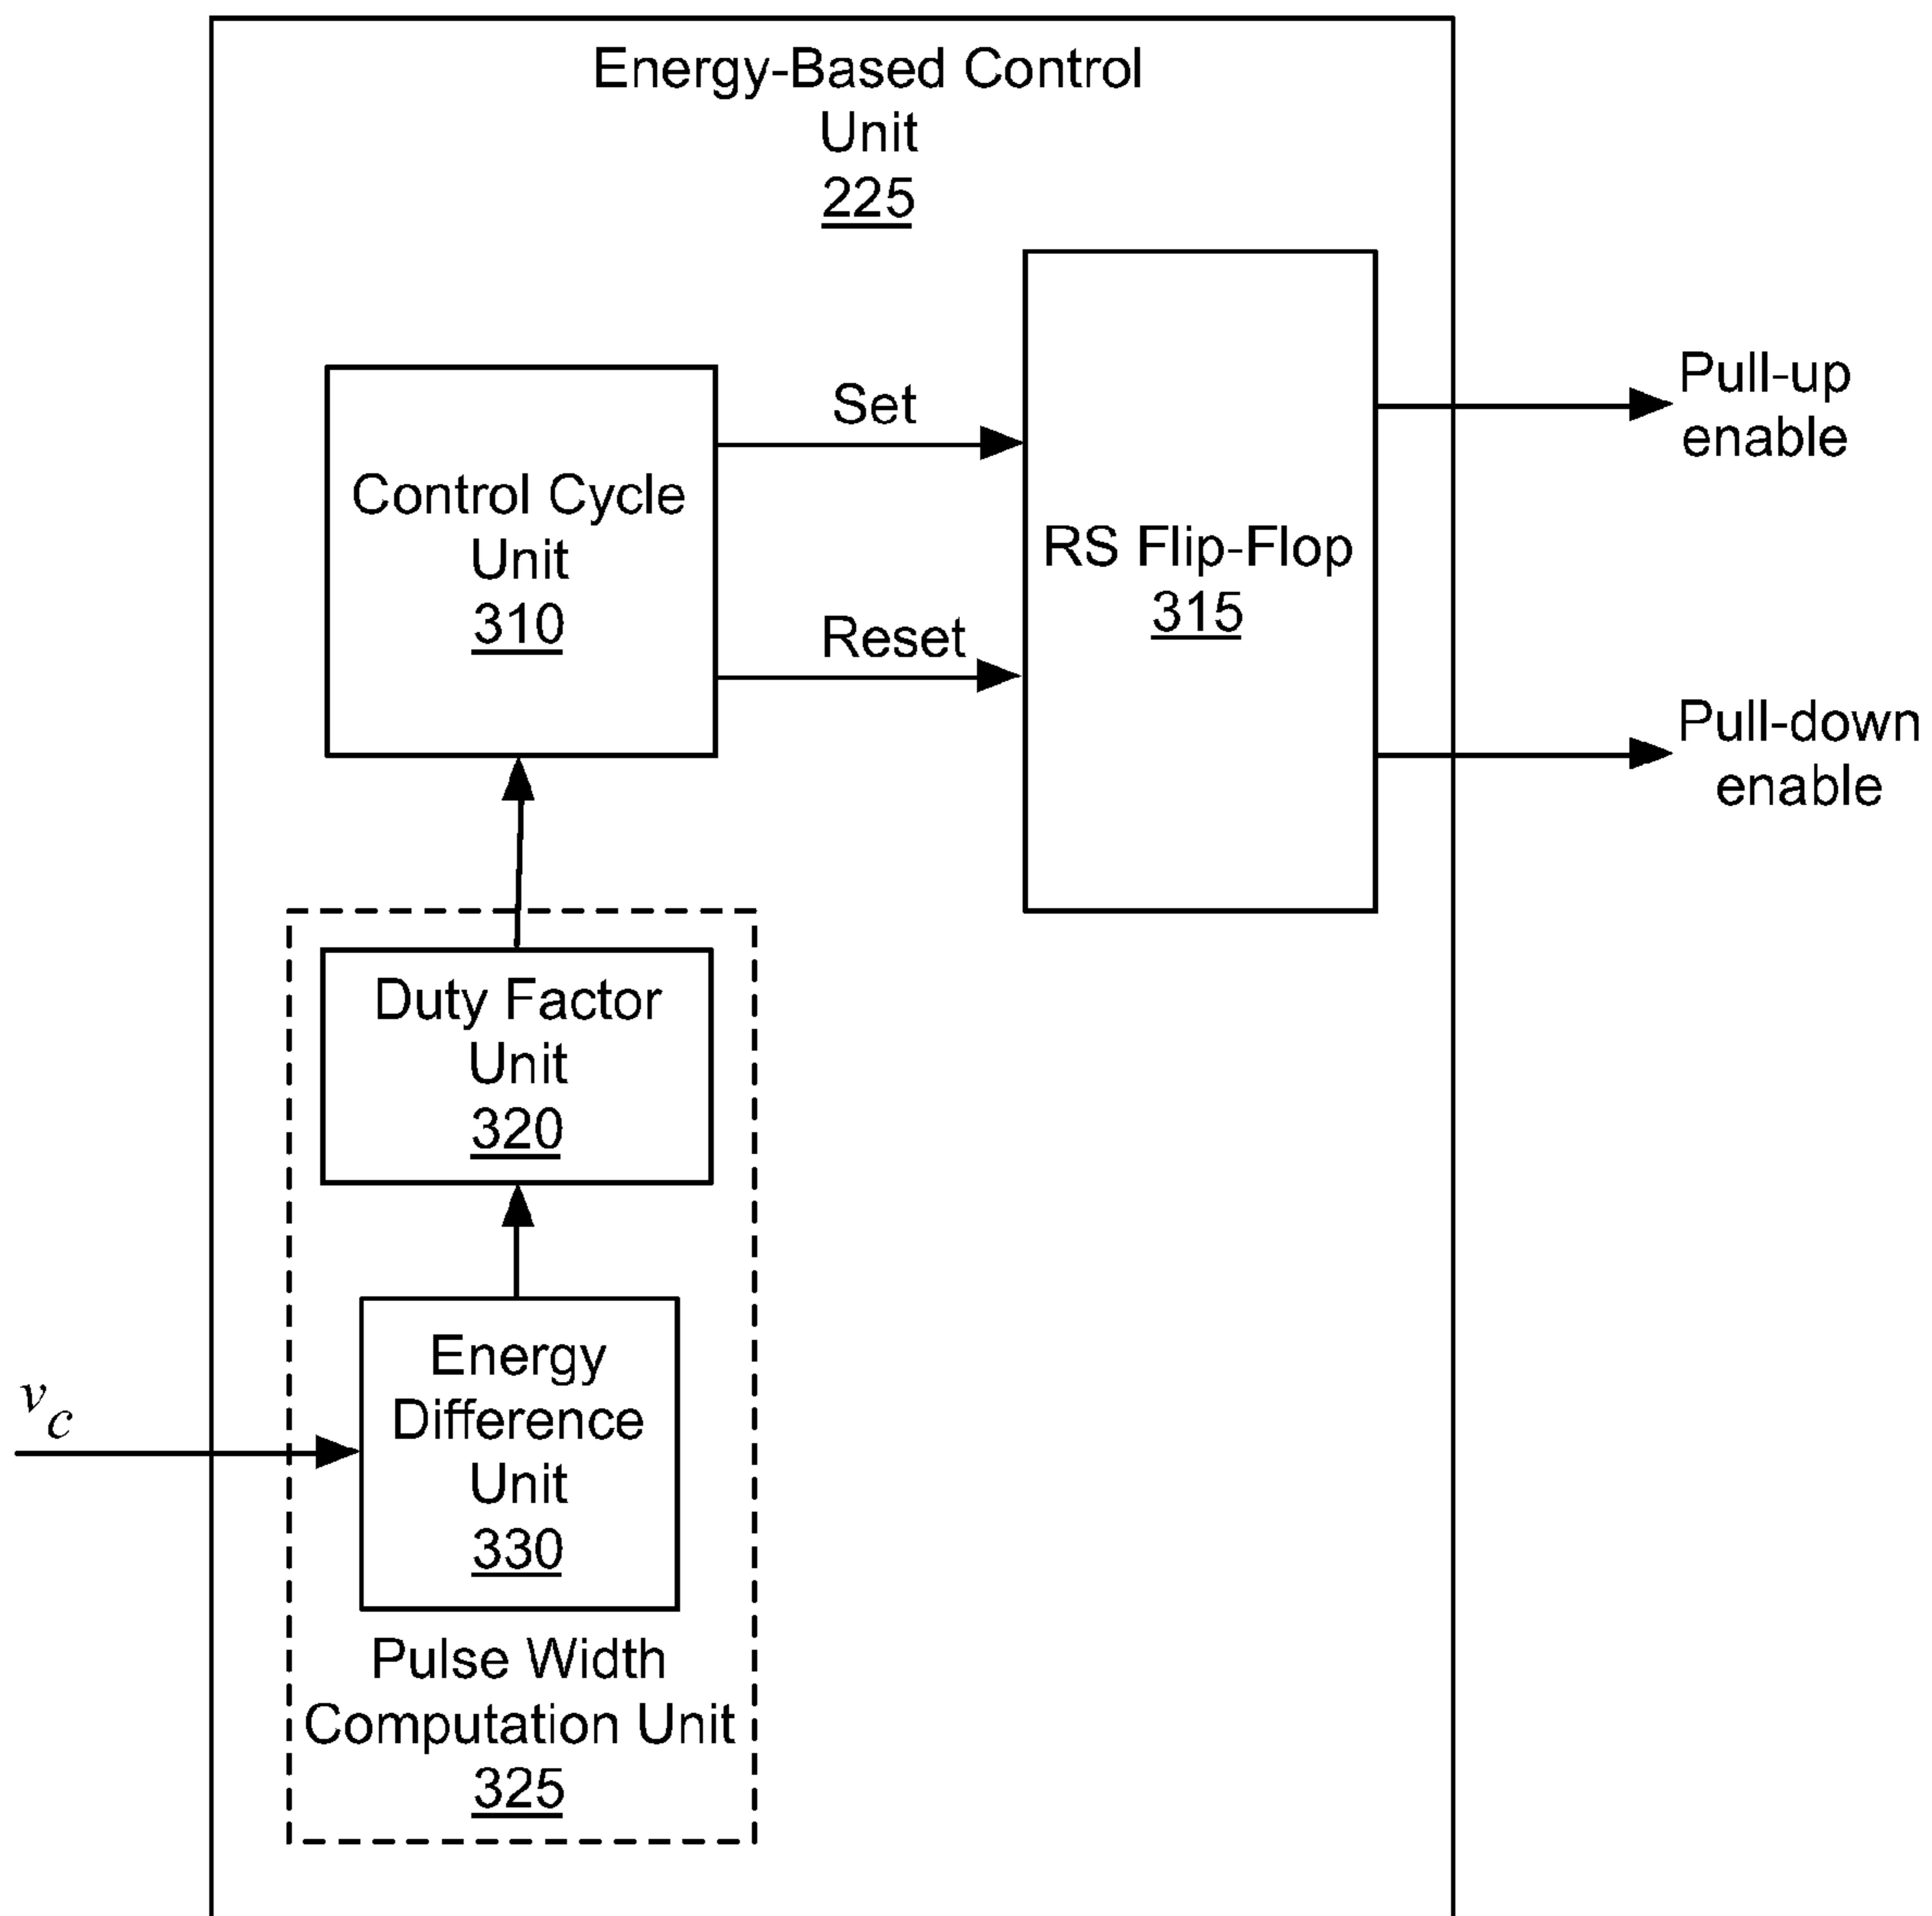 Energy-Based Control
Unit
225
Control Cycle
Unit
310
Set
Reset
RS Flip-Flop
315
Pull-up
enable
Pull-down
enable
Duty Factor
Unit
320
Energy
Difference
Unit
330
v_c
Pulse Width
Computation Unit
325